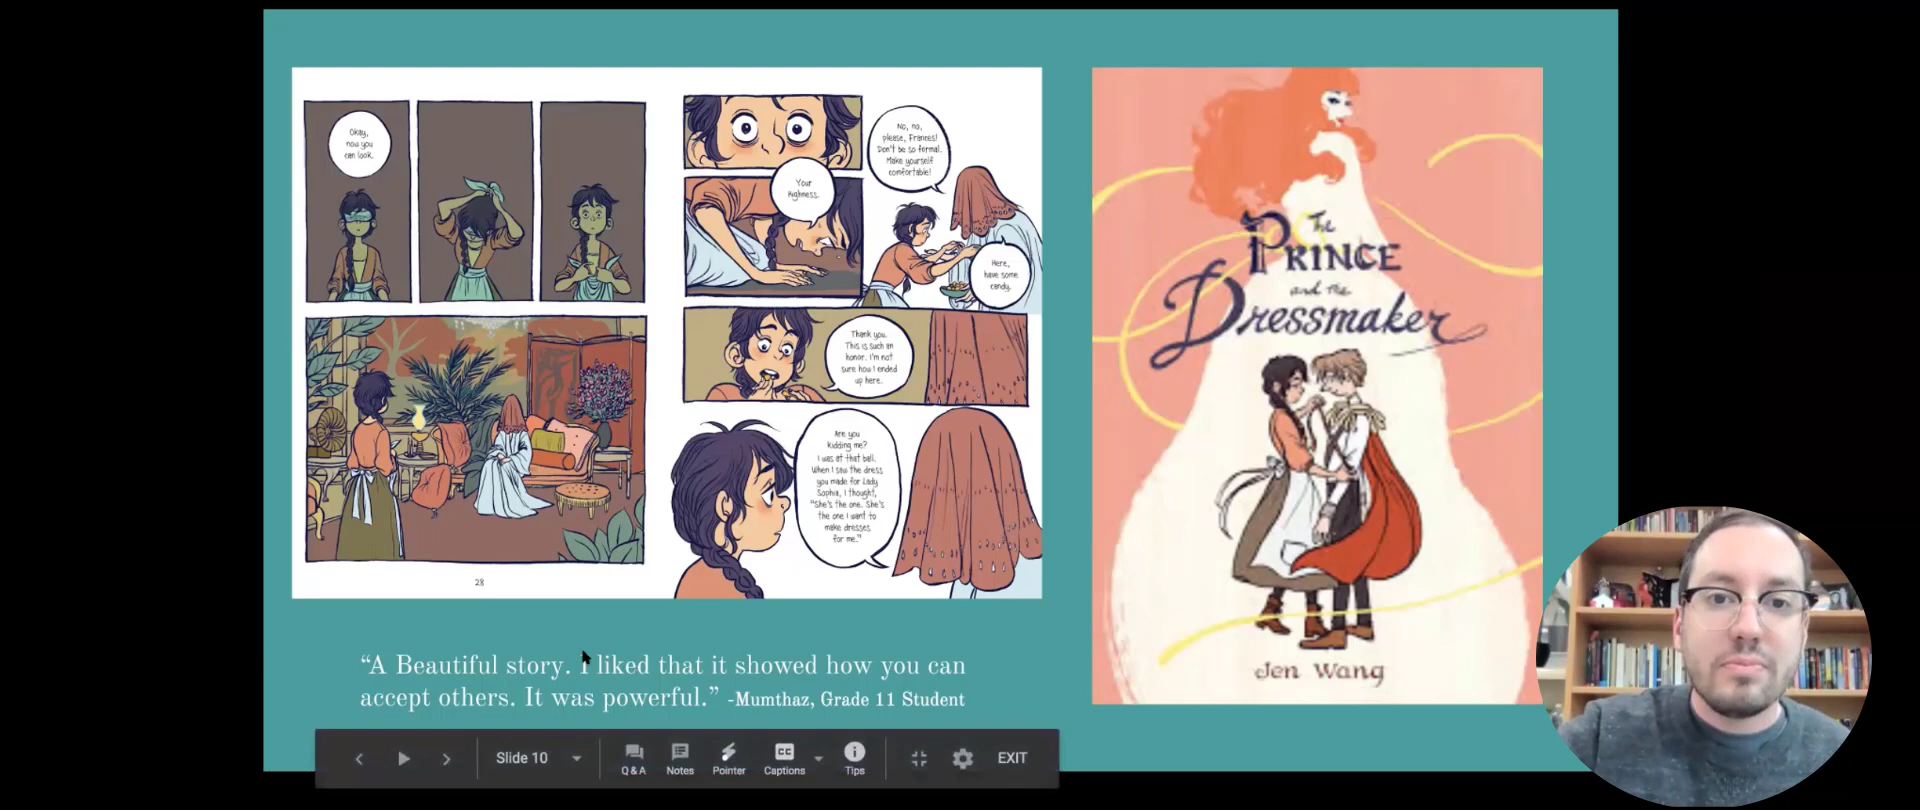 Okay,
now you
can look.
28
Your
Highness.
No, no,
please, Frances!
Don't be so formal.
Make yourself
comfortable!
Here,
have some
candy.
Thank you.
This is such an
honor. I'm not
sure how I ended
up here.
Are you
kidding me?
I was at that ball.
When I saw the dress
you made for Lady
Sophia, I thought,
"She's the one. She's
the one I want to
make dresses
for me."
The
PRINCE
and the
Dressmaker
Jen Wang
“A Beautiful story. I liked that it showed how you can
accept others. It was powerful.” -Mumthaz, Grade 11 Student
Slide 10
Q & A
Notes
Pointer
CC
Captions
Tips
EXIT